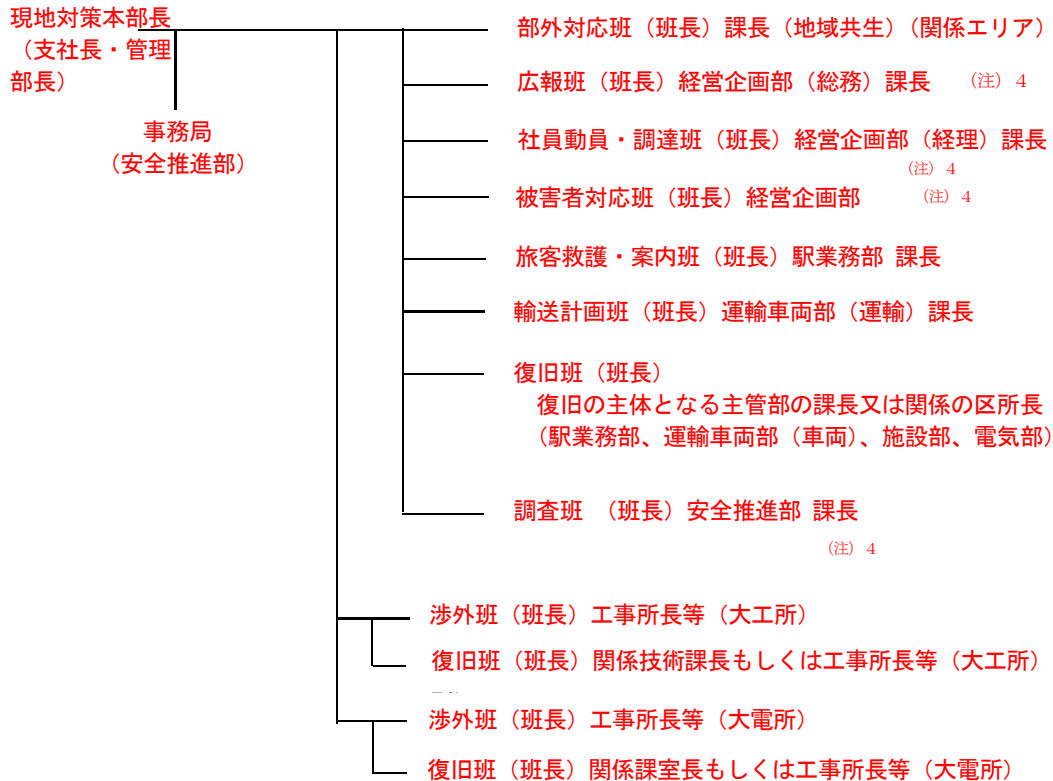 現地対策本部長
（支社長・管理
部長）
事務局
（安全推進部）
部外対応班（班長）課長（地域共生）（関係エリア）
広報班（班長）経営企画部（総務）課長 （注）４
社員動員・調達班（班長）経営企画部（経理）課長
（注）４
被害者対応班（班長）経営企画部 （注）４
旅客救護・案内班（班長）駅業務部 課長
輸送計画班（班長）運輸車両部（運輸）課長
復旧班（班長）
復旧の主体となる主管部の課長又は関係の区所長
（駅業務部、運輸車両部（車両）、施設部、電気部）
調査班 （班長）安全推進部 課長
（注）４
渉外班（班長）工事所長等（大工所）
復旧班（班長）関係技術課長もしくは工事所長等（大工所）
渉外班（班長）工事所長等（大電所）
復旧班（班長）関係課室長もしくは工事所長等（大電所）